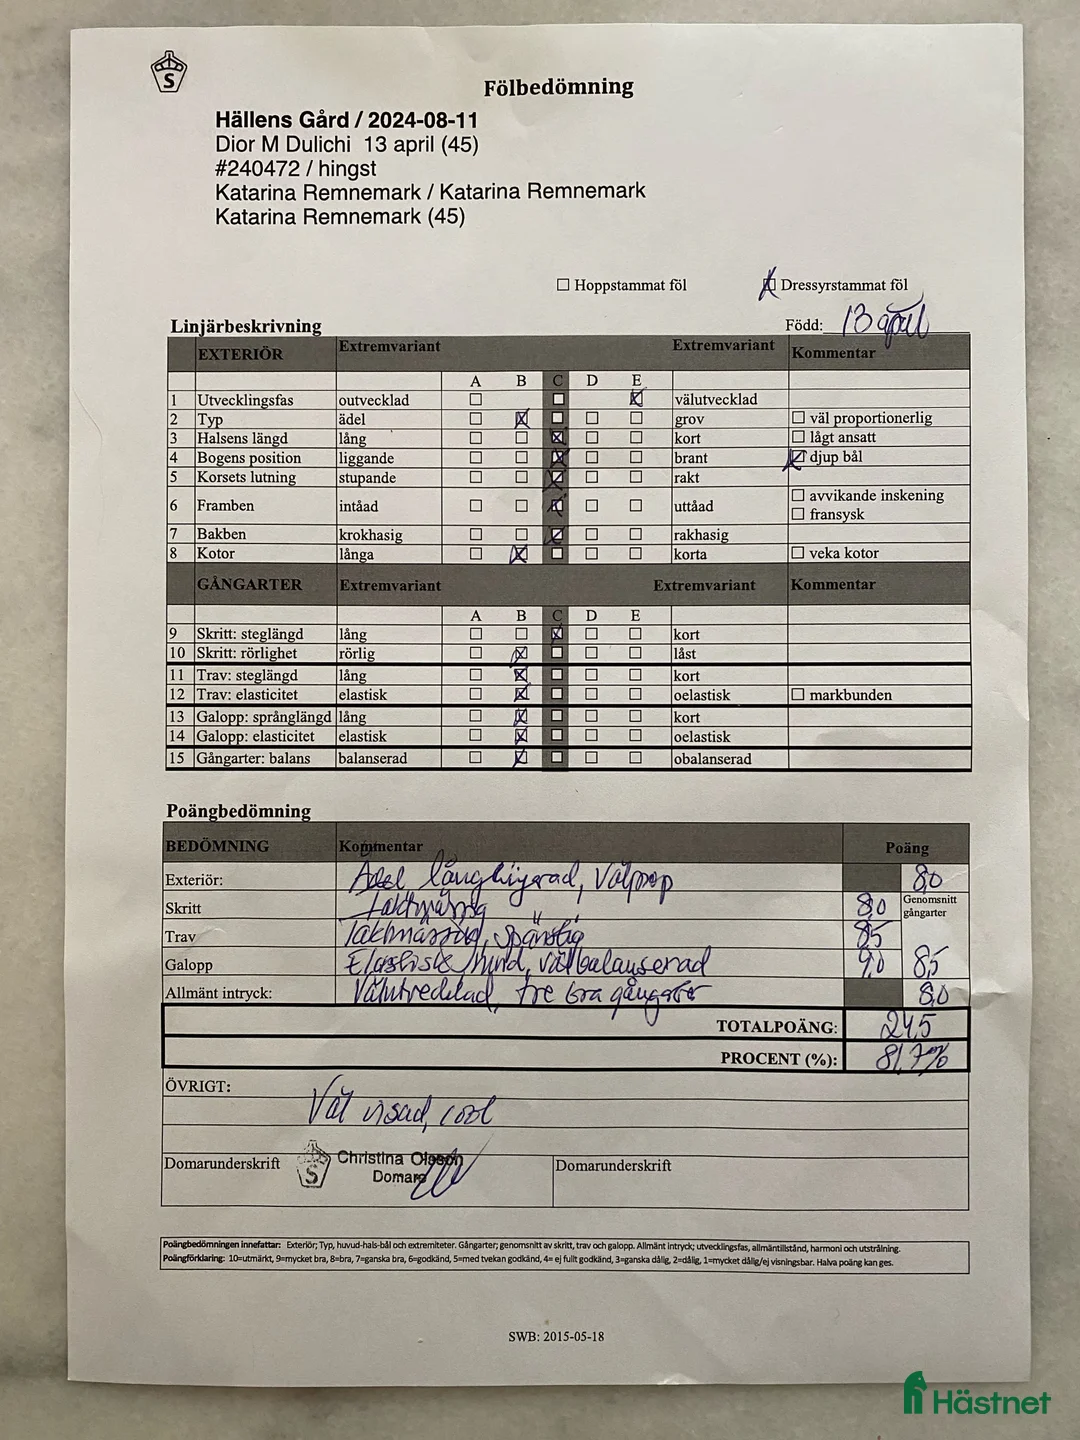 S
Fölbedömning
Hällens Gård / 2024-08-11
Dior M Dulichi 13 april (45)
#240472 / hingst
Katarina Remnemark / Katarina Remnemark
Katarina Remnemark (45)
Hoppstammat föl Dressyrstammat föl
Linjärbeskrivning Född: 13 april
EXTERIÖR Extremvariant Extremvariant Kommentar
A B C D E
1 Utvecklingsfas outvecklad välutvecklad
2 Typ ädel grov väl proportionerlig
3 Halsens längd lång kort lågt ansatt
4 Bogens position liggande brant djup bål
5 Korsets lutning stupande rakt
6 Framben intåad uttåad avvikande inskening
fransysk
7 Bakben krokhasig rakhasig
8 Kotor långa korta veka kotor
GÅNGARTER Extremvariant Extremvariant Kommentar
A B C D E
9 Skritt: steglängd lång kort
10 Skritt: rörlighet rörlig låst
11 Trav: steglängd lång kort
12 Trav: elasticitet elastisk oelastisk markbunden
13 Galopp: språnglängd lång kort
14 Galopp: elasticitet elastisk oelastisk
15 Gångarter: balans balanserad obalanserad
Poängbedömning
BEDÖMNING Kommentar Poäng
Exteriör: Ädel långbigerad, Välprop 8,0
Skritt Taktmässig 8,0 Genomsnitt gångarter
Trav Taktmässig, spänstig 8,5
Galopp Elastisk, rund, välbalanserad 9,0 8,5
Allmänt intryck: Välutvecklad, tre bra gångarter 8,0
TOTALPOÄNG: 24,5
PROCENT (%): 81,7%
ÖVRIGT:
Väl visad, cool
Domarunderskrift S Christina Olsson Domare Domarunderskrift
Poängbedömningen innefattar: Exteriör; Typ, huvud-hals-bål och extremiteter. Gångarter; genomsnitt av skritt, trav och galopp. Allmänt intryck; utvecklingsfas, allmäntillstånd, harmoni och utstrålning.
Poängförklaring: 10=utmärkt, 9=mycket bra, 8=bra, 7=ganska bra, 6=godkänd, 5=med tvekan godkänd, 4= ej fullt godkänd, 3=ganska dålig, 2=dålig, 1=mycket dålig/ej visningsbar. Halva poäng kan ges.
SWB: 2015-05-18
Hästnet